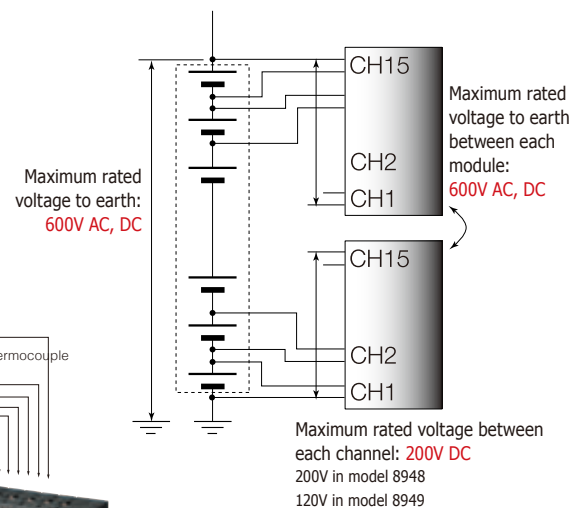 CH15
CH2
CH1
Maximum rated
voltage to earth
between each
module:
600V AC, DC
Maximum rated
voltage to earth:
600V AC, DC
CH15
CH2
CH1
Maximum rated voltage between
each channel: 200V DC
200V in model 8948
120V in model 8949